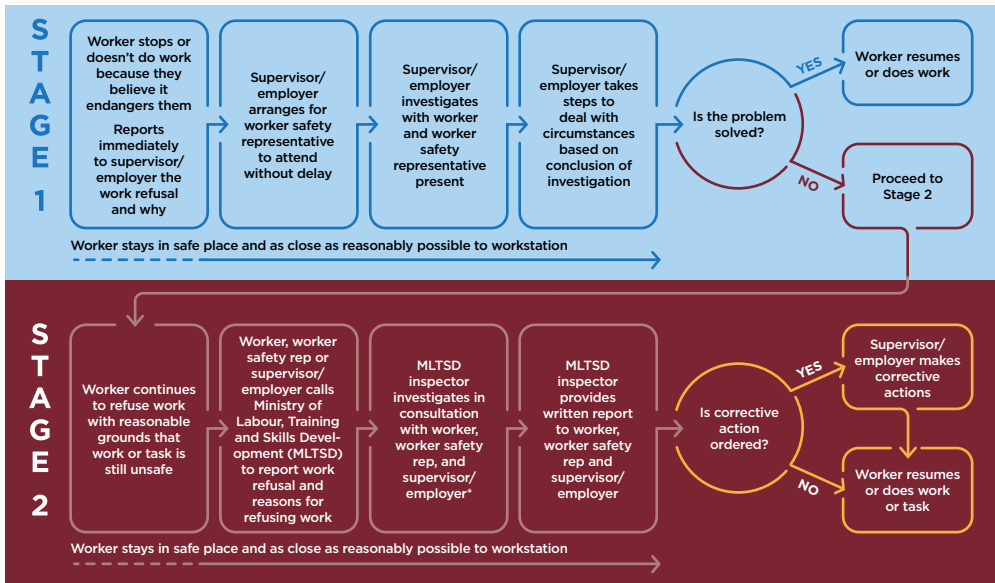 STAGE 1
Worker stops or
doesn't do work
because they
believe it
endangers them
Reports
immediately
to supervisor/
employer the
work refusal
and why
Supervisor/
employer
arranges for
worker safety
representative
to attend
without delay
Supervisor/
employer
investigates
with worker
and worker
safety
representative
present
Supervisor/
employer takes
steps to
deal with
circumstances
based on
conclusion of
investigation
Is the problem
solved?
YES
Worker resumes
or does work
NO
Proceed to
Stage 2
Worker stays in safe place and as close as reasonably possible to workstation
STAGE 2
Worker continues
to refuse work
with reasonable
grounds that
work or task is
still unsafe
Worker, worker
safety rep or
supervisor/
employer calls
Ministry of
Labour, Training
and Skills Devel-
opment (MLTSD)
to report work
refusal and
reasons for
refusing work
MLTSD
inspector
investigates in
consultation
with worker,
worker safety
rep, and
supervisor/
employer*
MLTSD
inspector
provides
written report
to worker,
worker safety
rep and
supervisor/
employer
Is corrective
action
ordered?
YES
Supervisor/
employer makes
corrective
actions
NO
Worker resumes
or does work
or task
Worker stays in safe place and as close as reasonably possible to workstation